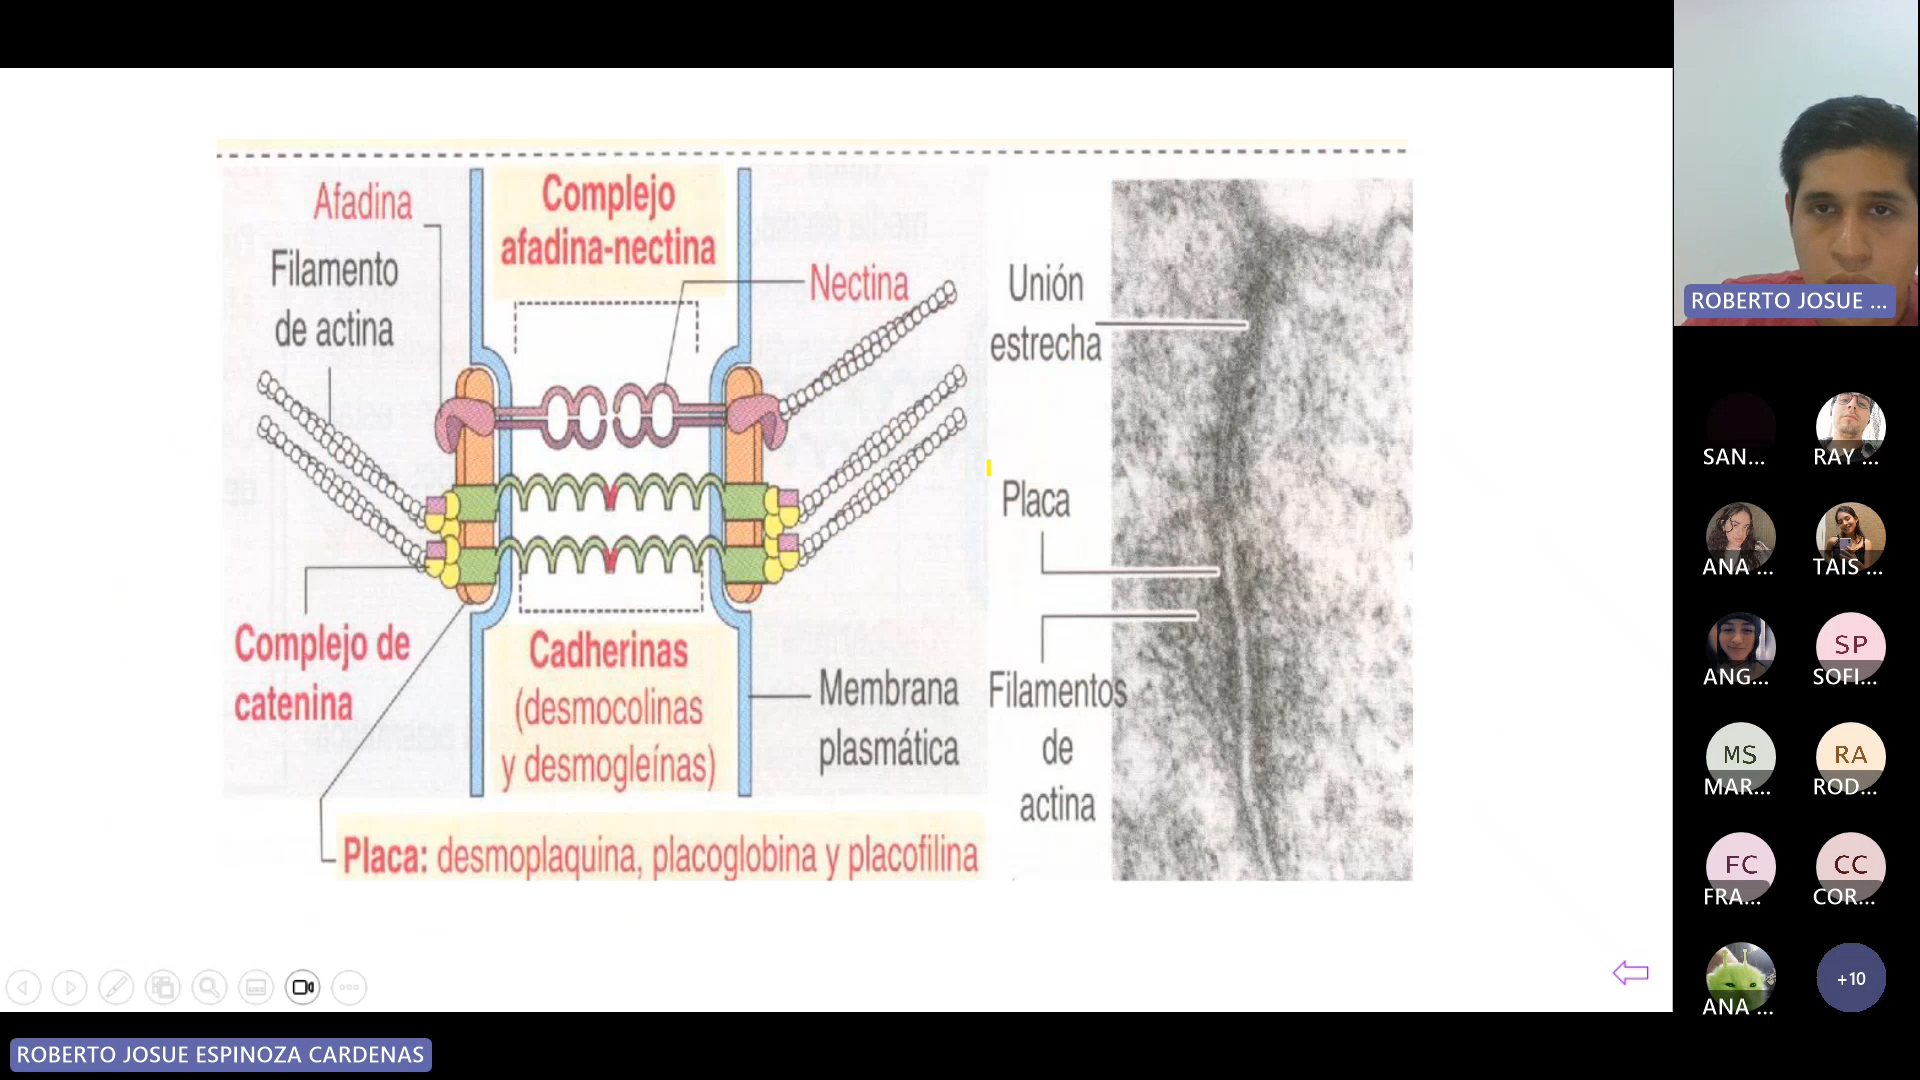 Afadina
Filamento
de actina
Complejo
afadina-nectina
Nectina
Complejo de
catenina
Cadherinas
(desmocolinas
y desmogleínas)
Membrana
plasmática
Placa: desmoplaquina, placoglobina y placofilina
Unión
estrecha
Placa
Filamentos
de
actina
ROBERTO JOSUE ...
SAN...
RAY ...
ANA ...
TAIS ...
ANG...
SP
SOFI...
MS
MAR...
RA
ROD...
FC
FRA...
CC
COR...
ANA ...
+10
ROBERTO JOSUE ESPINOZA CARDENAS